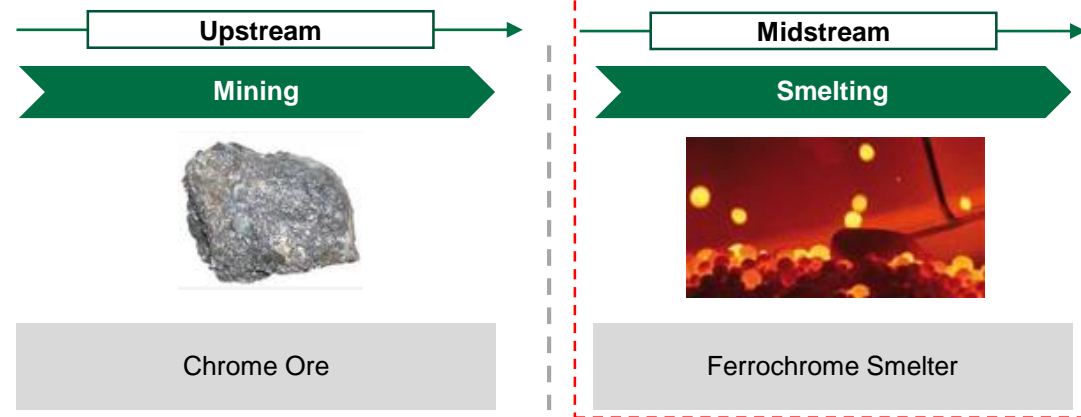 Upstream
Midstream
Mining
Smelting
Chrome Ore
Ferrochrome Smelter